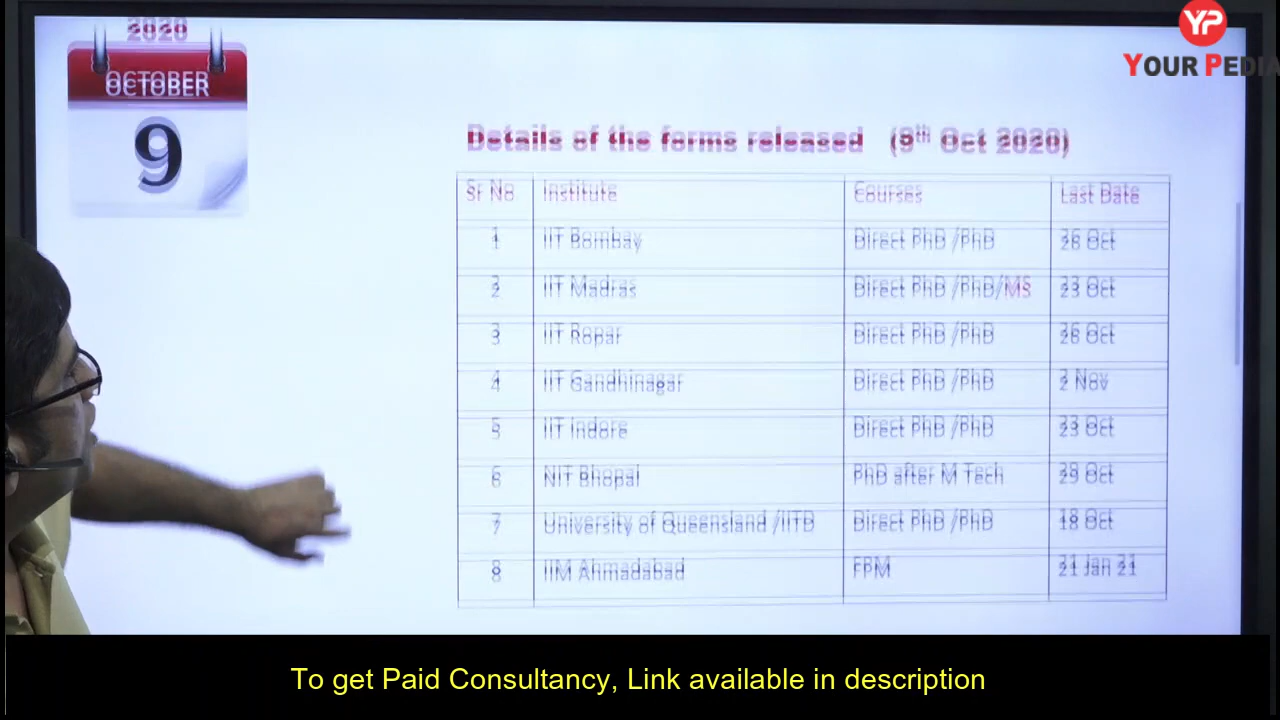 2020
OCTOBER
9
YP
YOUR PEDIA
Details of the forms released (9th Oct 2020)
Sr No Institute Courses Last Date
1 IIT Bombay Direct PhD /PhD 26 Oct
2 IIT Madras Direct PhD /PhD/MS 23 Oct
3 IIT Ropar Direct PhD /PhD 26 Oct
4 IIT Gandhinagar Direct PhD /PhD 2 Nov
5 IIT Indore Direct PhD /PhD 23 Oct
6 NIT Bhopal PhD after M Tech 29 Oct
7 University of Queensland /IITD Direct PhD /PhD 18 Oct
8 IIM Ahmadabad FPM 21 Jan 21
To get Paid Consultancy, Link available in description